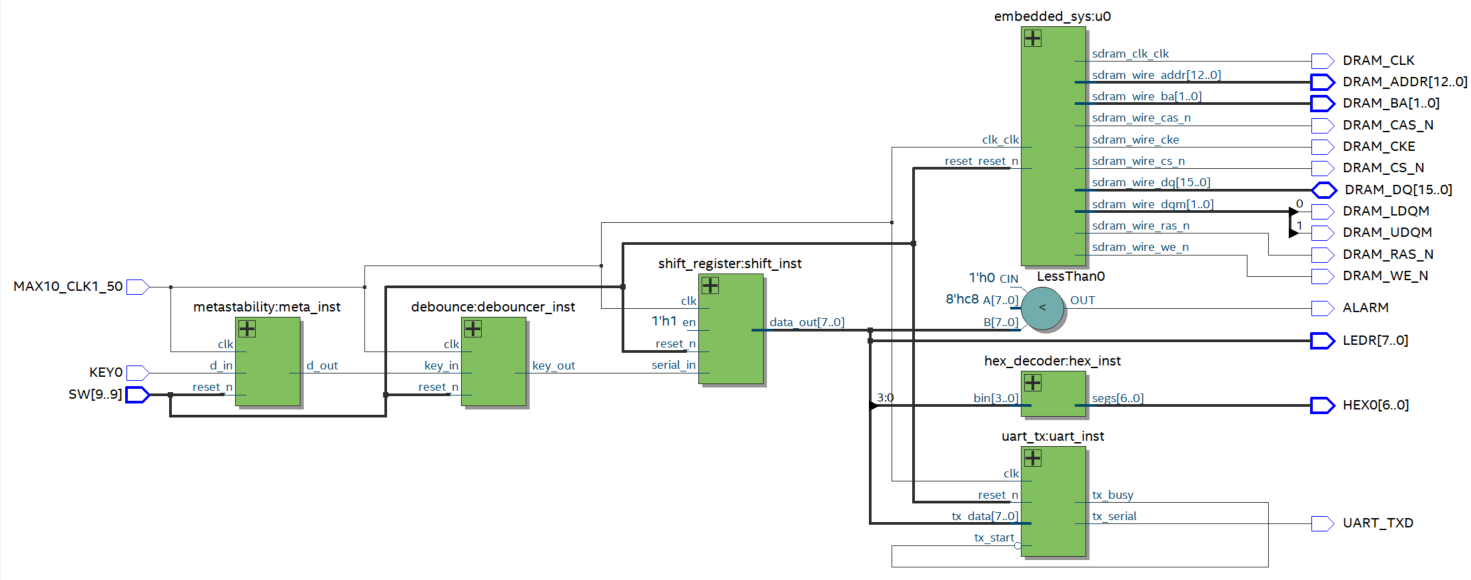 embedded_sys:u0
sdram_clk_clk
DRAM_CLK
sdram_wire_addr[12..0]
DRAM_ADDR[12..0]
sdram_wire_ba[1..0]
DRAM_BA[1..0]
sdram_wire_cas_n
DRAM_CAS_N
clk_clk
sdram_wire_cke
DRAM_CKE
reset_reset_n
sdram_wire_cs_n
DRAM_CS_N
sdram_wire_dq[15..0]
DRAM_DQ[15..0]
sdram_wire_dqm[1..0]
0
DRAM_LDQM
sdram_wire_ras_n
1
DRAM_UDQM
sdram_wire_we_n
DRAM_RAS_N
DRAM_WE_N
shift_register:shift_inst
1'h0 CIN
LessThan0
MAX10_CLK1_50
clk
8'hc8 A[7..0]
<
OUT
ALARM
metastability:meta_inst
debounce:debouncer_inst
1'h1 en
data_out[7..0]
B[7..0]
clk
clk
reset_n
LEDR[7..0]
KEY0
d_in
d_out
key_in
key_out
serial_in
hex_decoder:hex_inst
SW[9..9]
reset_n
reset_n
3:0
bin[3..0]
segs[6..0]
HEX0[6..0]
uart_tx:uart_inst
clk
reset_n
tx_busy
tx_data[7..0]
tx_serial
UART_TXD
tx_start